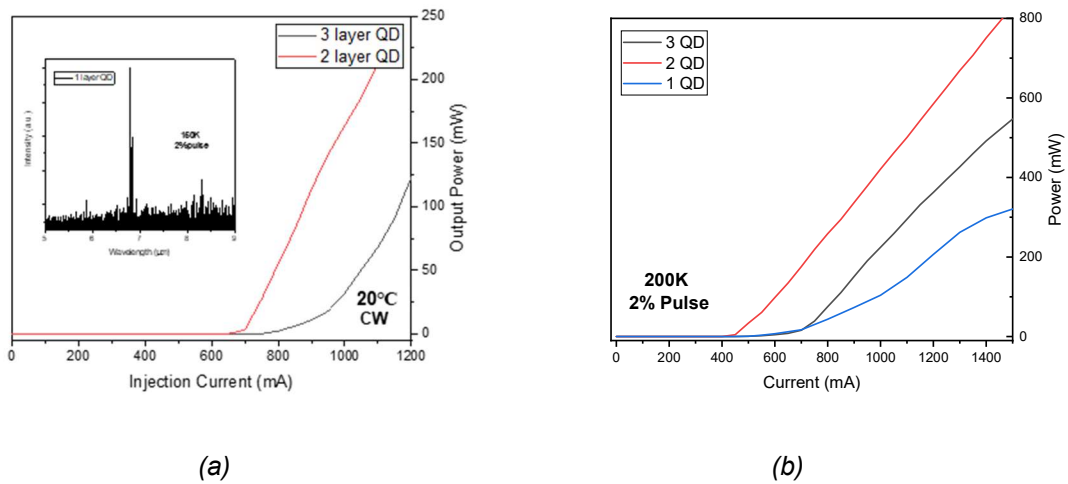 250
200
150
100
50
0
Output Power (mW)
3 layer QD
2 layer QD
1 layer QD
150K
2%pulse
Intensity (a.u.)
5 6 7 8 9
Wavelength (μm)
20°C
CW
0 200 400 600 800 1000 1200
Injection Current (mA)
(a)
800
600
400
200
0
Power (mW)
3 QD
2 QD
1 QD
200K
2% Pulse
0 200 400 600 800 1000 1200 1400
Current (mA)
(b)